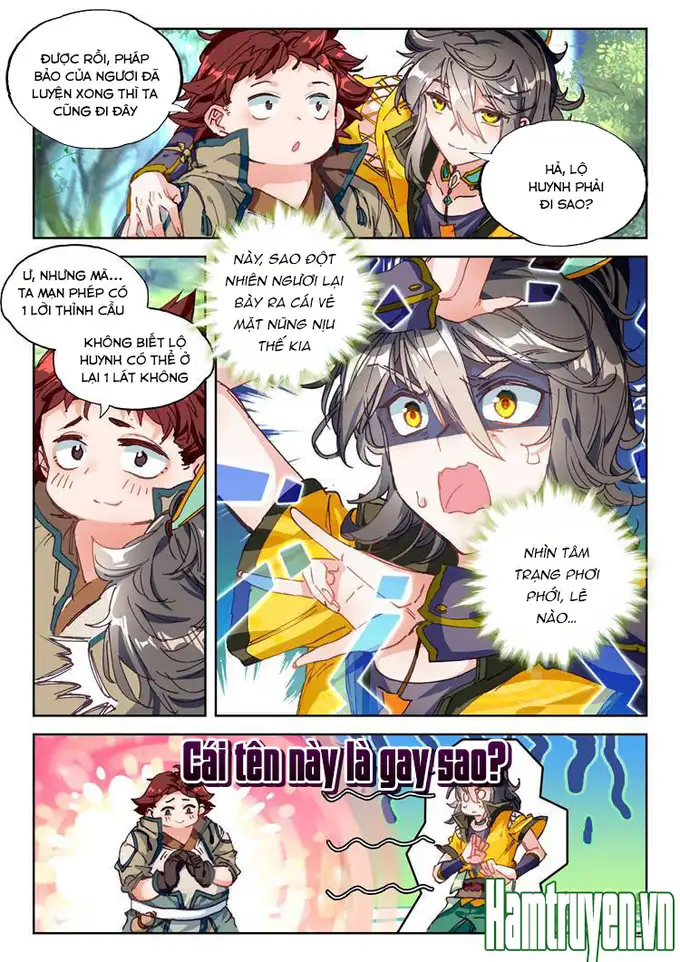 ĐƯỢC RỒI, PHÁP
BẢO CỦA NGƯƠI ĐÃ
LUYỆN XONG THÌ TA
CŨNG ĐI ĐÂY
HẢ, LỘ
HUYNH PHẢI
ĐI SAO?
Ư, NHƯNG MÀ...
TA MẠN PHÉP CÓ
1 LỜI THỈNH CẦU
KHÔNG BIẾT LỘ
HUYNH CÓ THỂ Ở
LẠI 1 LÁT KHÔNG
NÀY, SAO ĐỘT
NHIÊN NGƯƠI LẠI
BÀY RA CÁI VẺ
MẶT NŨNG NỊU
THẾ KIA
NHÌN TÂM
TRẠNG PHƠI
PHỚI, LẼ
NÀO...
Cái tên này là gay sao?
Hamtruyen.vn